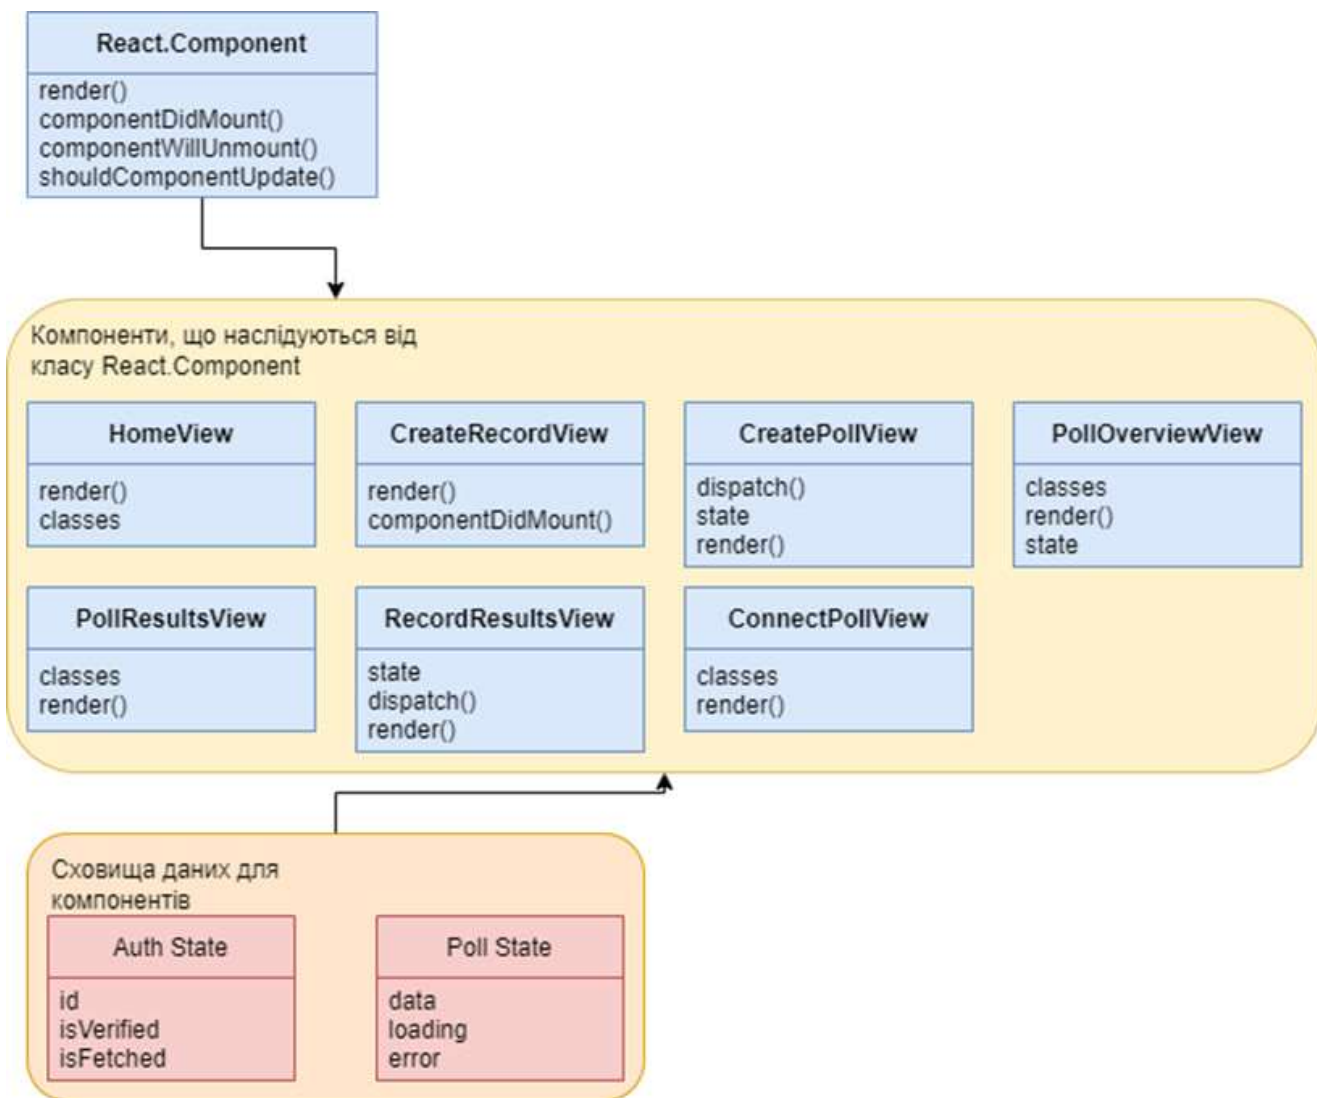 React.Component
render()
componentDidMount()
componentWillUnmount()
shouldComponentUpdate()
Компоненти, що наслідуються від
класу React.Component
HomeView
render()
classes
CreateRecordView
render()
componentDidMount()
CreatePollView
dispatch()
state
render()
PollOverviewView
classes
render()
state
PollResultsView
classes
render()
RecordResultsView
state
dispatch()
render()
ConnectPollView
classes
render()
Сховища даних для
компонентів
Auth State
id
isVerified
isFetched
Poll State
data
loading
error